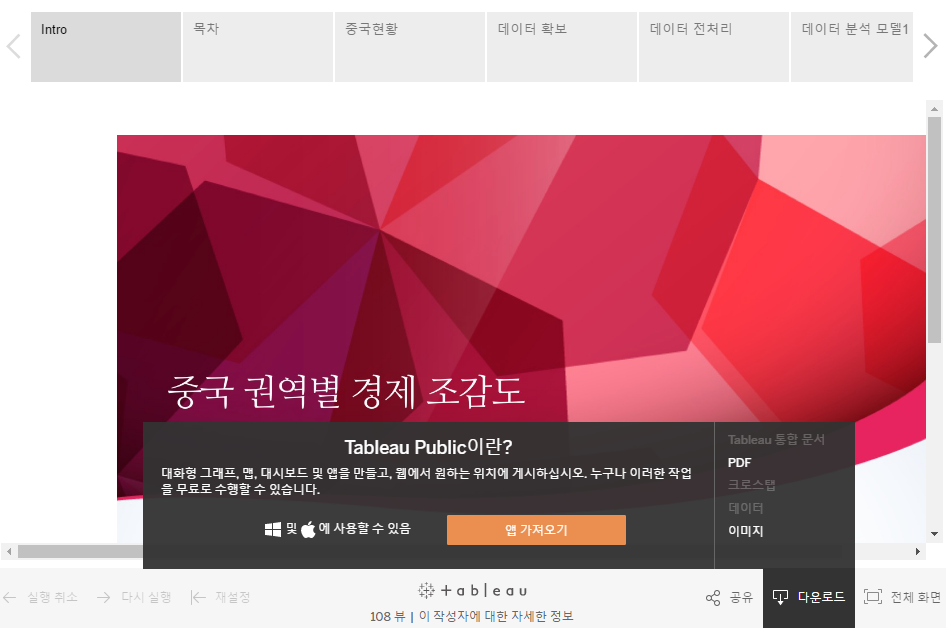 Intro
목차
중국현황
데이터 확보
데이터 전처리
데이터 분석 모델1
중국 권역별 경제 조감도
Tableau Public이란?
대화형 그래프, 맵, 대시보드 및 앱을 만들고, 웹에서 원하는 위치에 게시하십시오. 누구나 이러한 작업
을 무료로 수행할 수 있습니다.
및 에 사용할 수 있음
앱 가져오기
Tableau 통합 문서
PDF
크로스탭
데이터
이미지
실행 취소
다시 실행
재설정
tableau
108 뷰 | 이 작성자에 대한 자세한 정보
공유
다운로드
전체 화면